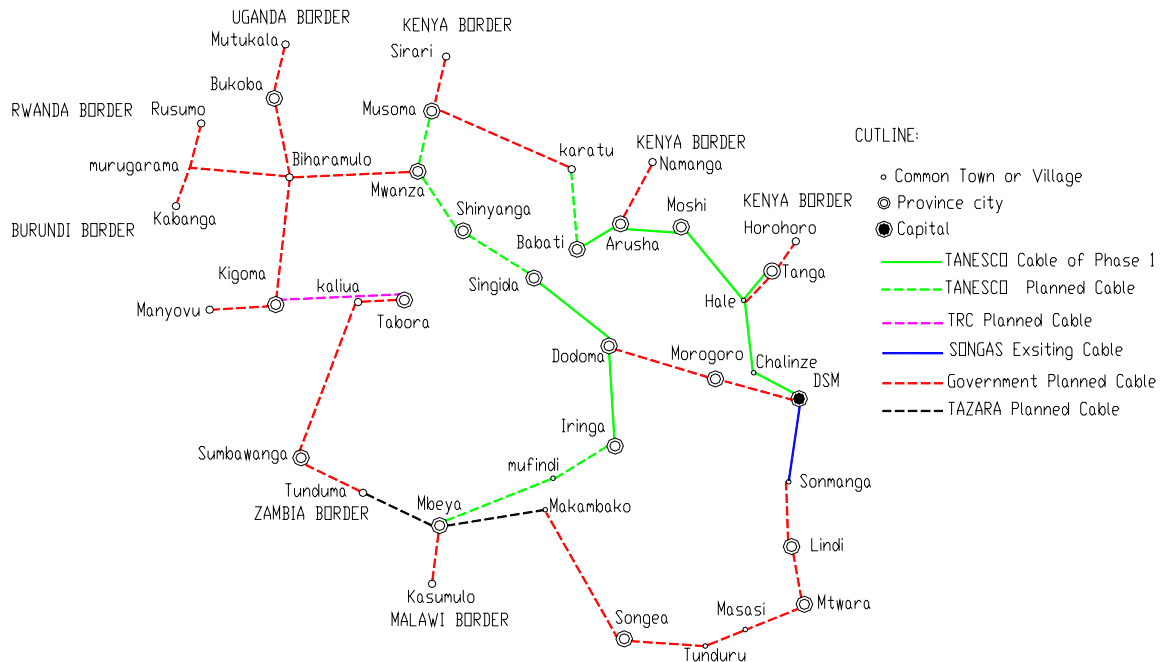 UGANDA BORDER
KENYA BORDER
Mutukala
Sirari
Bukoba
RWANDA BORDER
Rusumo
Musoma
KENYA BORDER
CUTLINE:
karatu
murugarama
Biharamulo
Namanga
Common Town or Village
Mwanza
KENYA BORDER
Province city
Kabanga
Shinyanga
Moshi
BURUNDI BORDER
Horohoro
Capital
Babati
Arusha
TANESCO Cable of Phase 1
Kigoma
Tanga
kaliua
Singida
TANESCO Planned Cable
Manyovu
Hale
Tabora
TRC Planned Cable
Dodoma
Morogoro
SONGAS Exsiting Cable
Chalinze
DSM
Government Planned Cable
TAZARA Planned Cable
Iringa
Sumbawanga
mufindi
Sonmanga
Tunduma
Mbeya
Makambako
ZAMBIA BORDER
Lindi
Kasumulo
Mtwara
Masasi
MALAWI BORDER
Songea
Tunduru